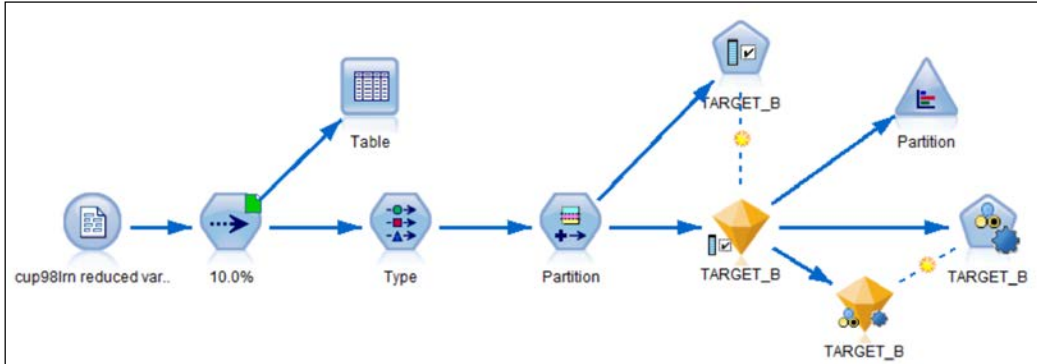 TARGET_B
Table
Partition
cup98lrn reduced var..
10.0%
Type
Partition
TARGET_B
TARGET_B
TARGET_B